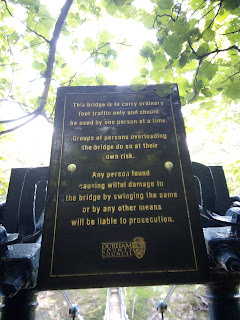 This bridge is to carry ordinary
foot traffic only and should
be used by one person at a time.
Groups of persons overloading
the bridge do so at their
own risk.
Any person found
causing wilful damage to
the bridge by swinging the same
or by any other means
will be liable to prosecution.
DURHAM
COUNTY
COUNCIL